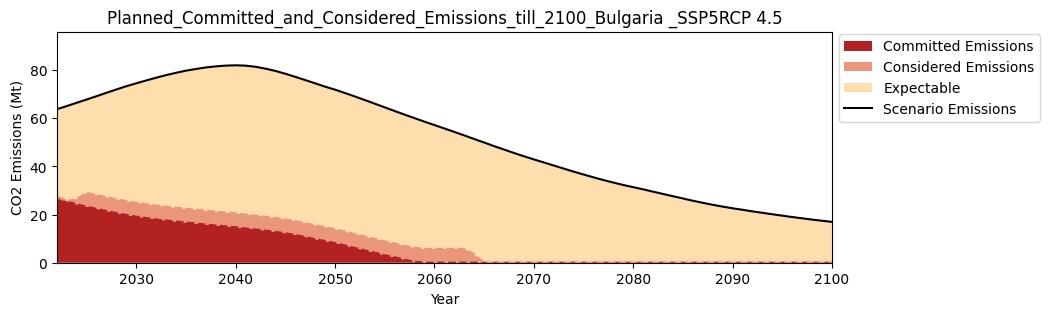 Planned_Committed_and_Considered_Emissions_till_2100_Bulgaria _SSP5RCP 4.5
Committed Emissions
Considered Emissions
Expectable
Scenario Emissions
CO2 Emissions (Mt)
80
60
40
20
0
2030 2040 2050 2060 2070 2080 2090 2100
Year